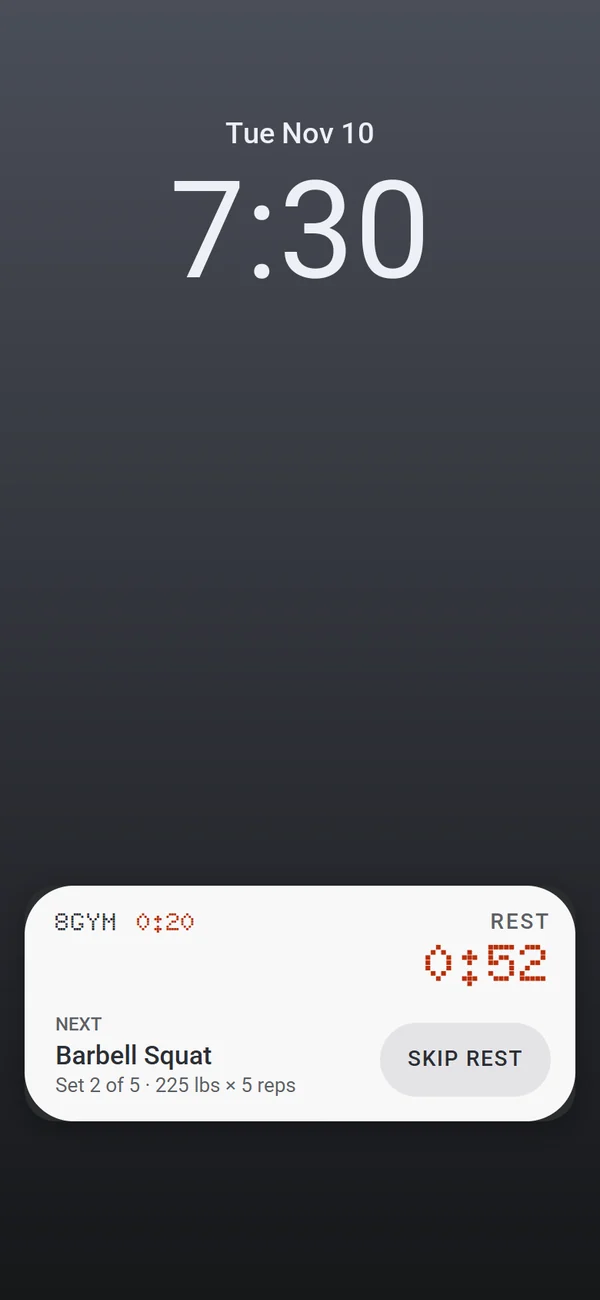 Tue Nov 10
7:30
8GYM 0:20
REST
0:52
NEXT
Barbell Squat
Set 2 of 5 · 225 lbs × 5 reps
SKIP REST